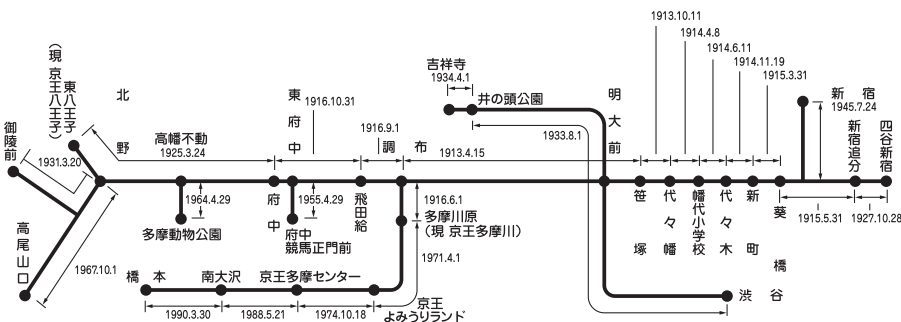 1913.10.11
1914.4.8
1914.6.11
1914.11.19
1915.3.31
吉祥寺
1934.4.1
井の頭公園
明大前
1933.8.1
新宿
1945.7.24
新宿追分
四谷新宿
東八王子
(現 京王八王子)
北野
高幡不動
1925.3.24
東府中
1916.10.31
1916.9.1
調布
1913.4.15
御陵前
1931.3.20
1964.4.29
多摩動物公園
府中
1955.4.29
府中
競馬正門前
飛田給
1916.6.1
多摩川原
(現 京王多摩川)
1971.4.1
笹塚
代々幡
幡代小学校
代々木
新町
葵橋
1915.5.31
1927.10.28
高尾山口
1967.10.1
橋本
南大沢
京王多摩センター
京王
よみうりランド
1990.3.30
1988.5.21
1974.10.18
渋谷